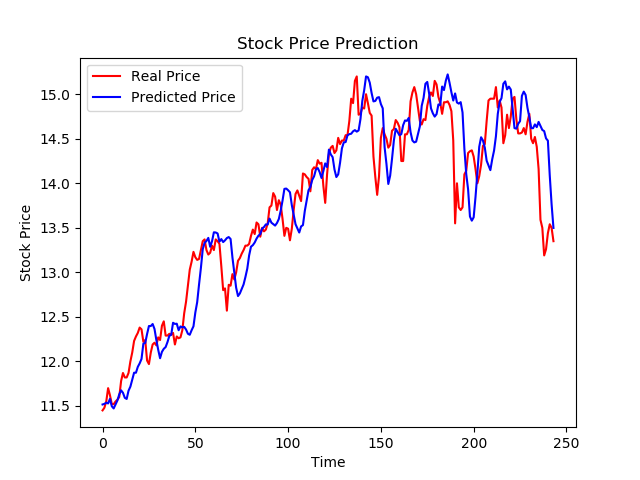 Stock Price Prediction
Real Price
Predicted Price
Stock Price
15.0
14.5
14.0
13.5
13.0
12.5
12.0
11.5
0 50 100 150 200 250
Time